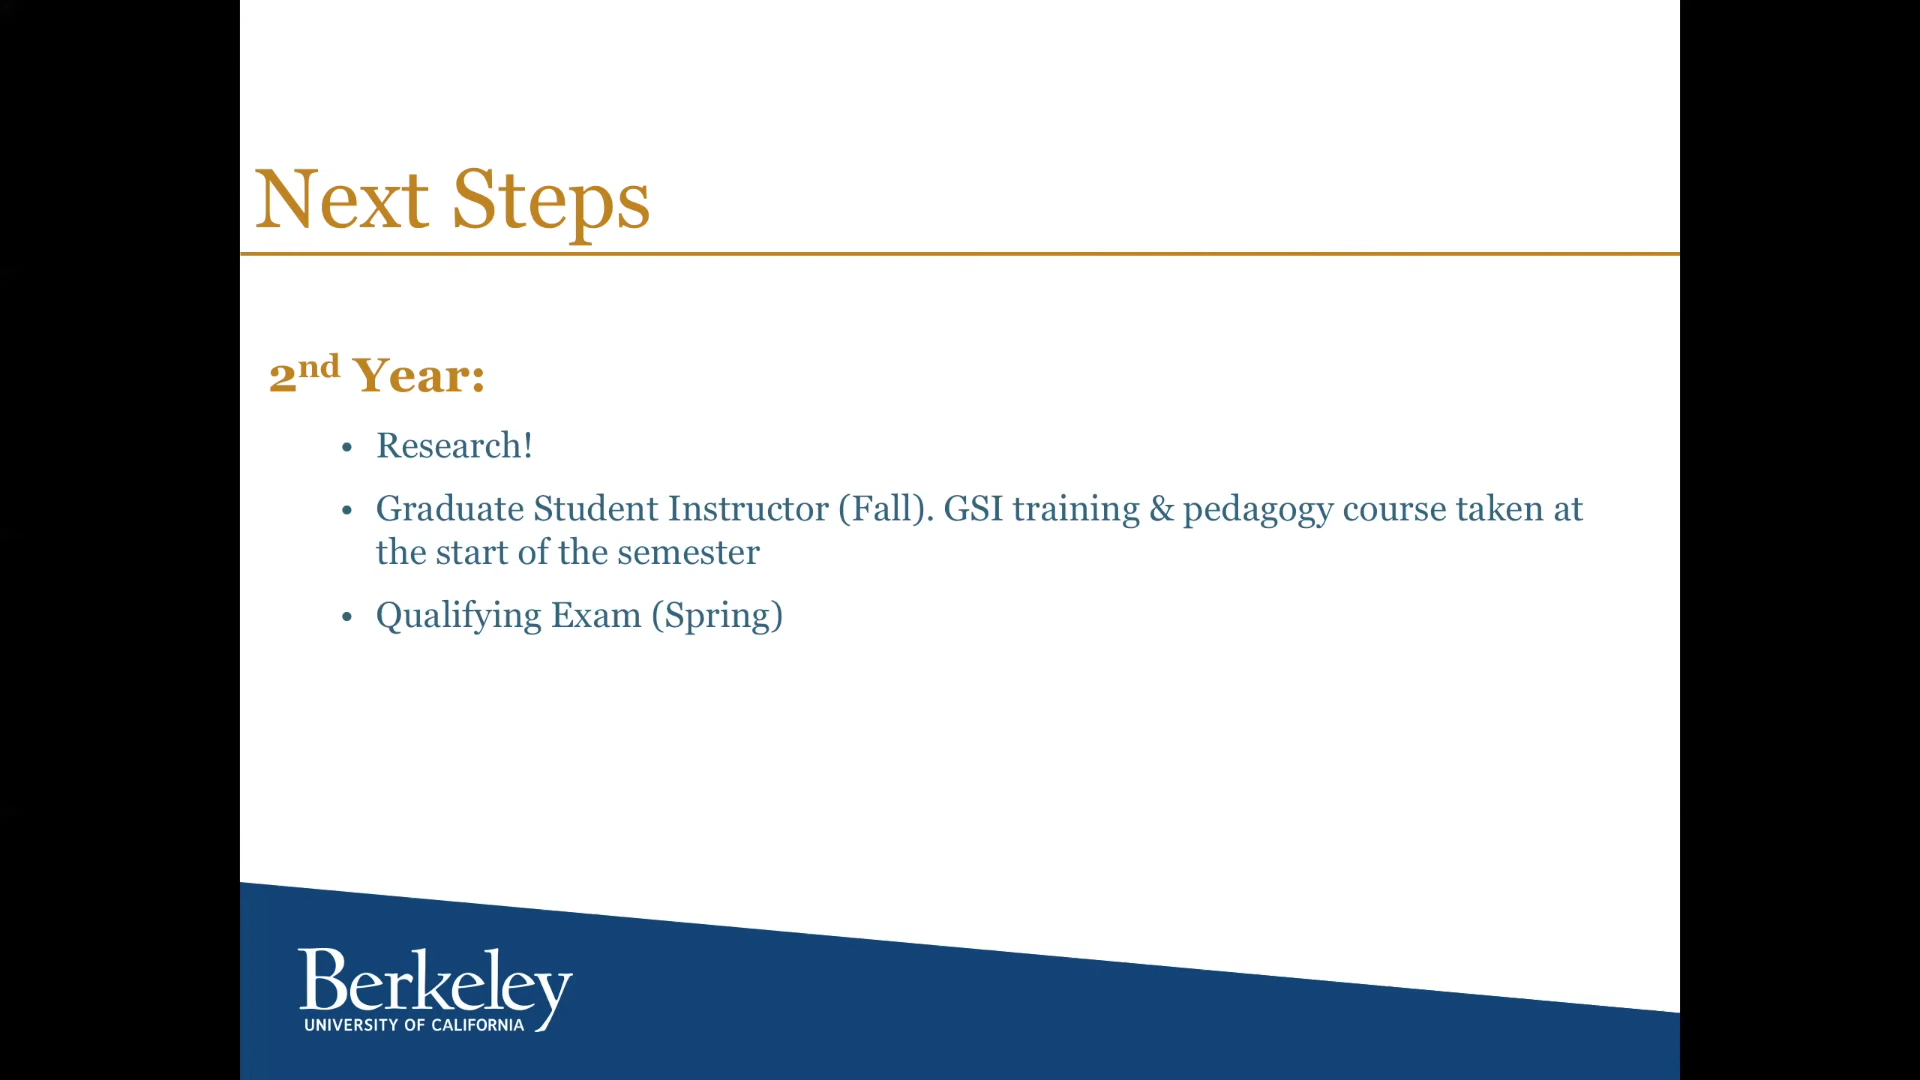 Next Steps
2nd Year:
• Research!
• Graduate Student Instructor (Fall). GSI training & pedagogy course taken at
the start of the semester
• Qualifying Exam (Spring)
Berkeley
UNIVERSITY OF CALIFORNIA